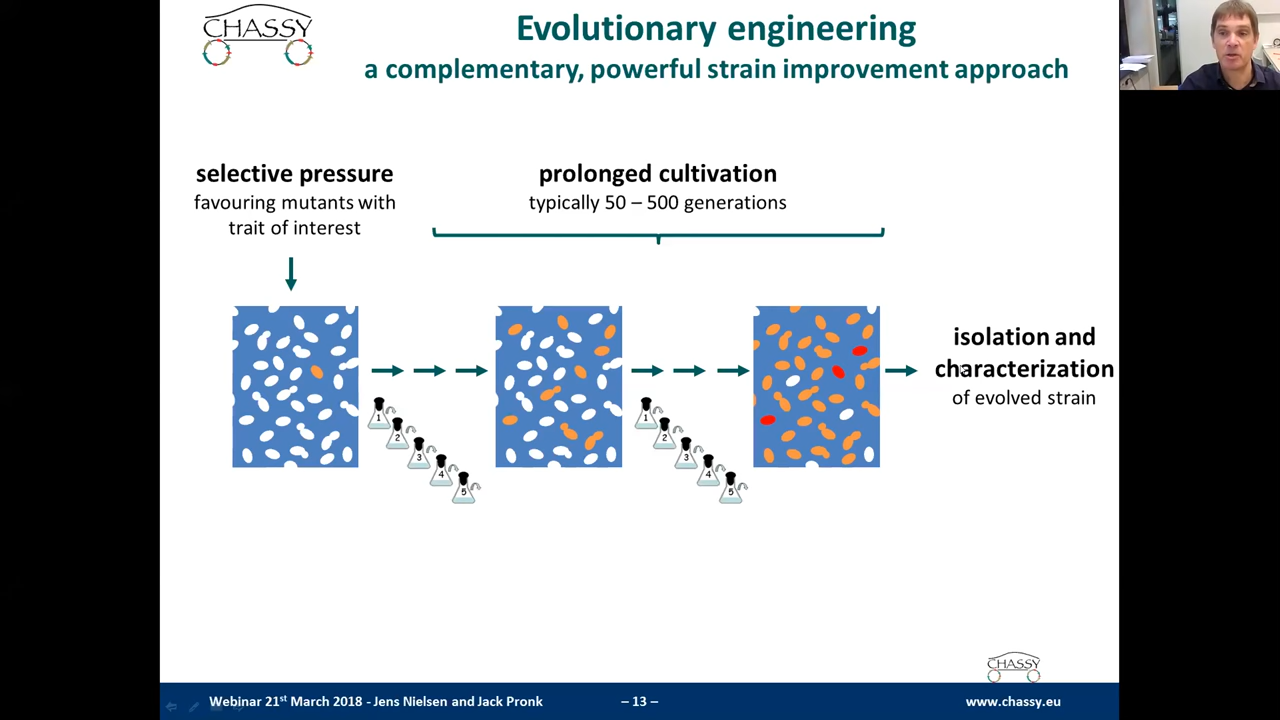 CHASSY
Evolutionary engineering
a complementary, powerful strain improvement approach
selective pressure
favouring mutants with
trait of interest
prolonged cultivation
typically 50 – 500 generations
1
2
3
4
5
1
2
3
4
5
isolation and
characterization
of evolved strain
CHASSY
Webinar 21st March 2018 - Jens Nielsen and Jack Pronk
– 13 –
www.chassy.eu